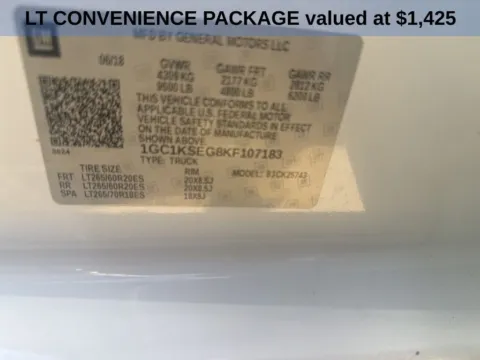 LT CONVENIENCE PACKAGE valued at $1,425
GM
MFD BY GENERAL MOTORS LLC
06/18 GVWR GAWR FRT GAWR RR
4309 KG 2177 KG 2812 KG
9500 LB 4800 LB 6200 LB
THIS VEHICLE CONFORMS TO ALL
APPLICABLE U.S. FEDERAL MOTOR
VEHICLE SAFETY STANDARDS IN EFFECT
ON THE DATE OF MANUFACTURE
SHOWN ABOVE.
1GC1KSEG8KF107183
TYPE: TRUCK
TIRE SIZE RIM MODEL:
FRT LT265/60R20ES 20X8.5J
RR LT265/60R20ES 20X8.5J
SPA LT265/70R18ES 18X8J